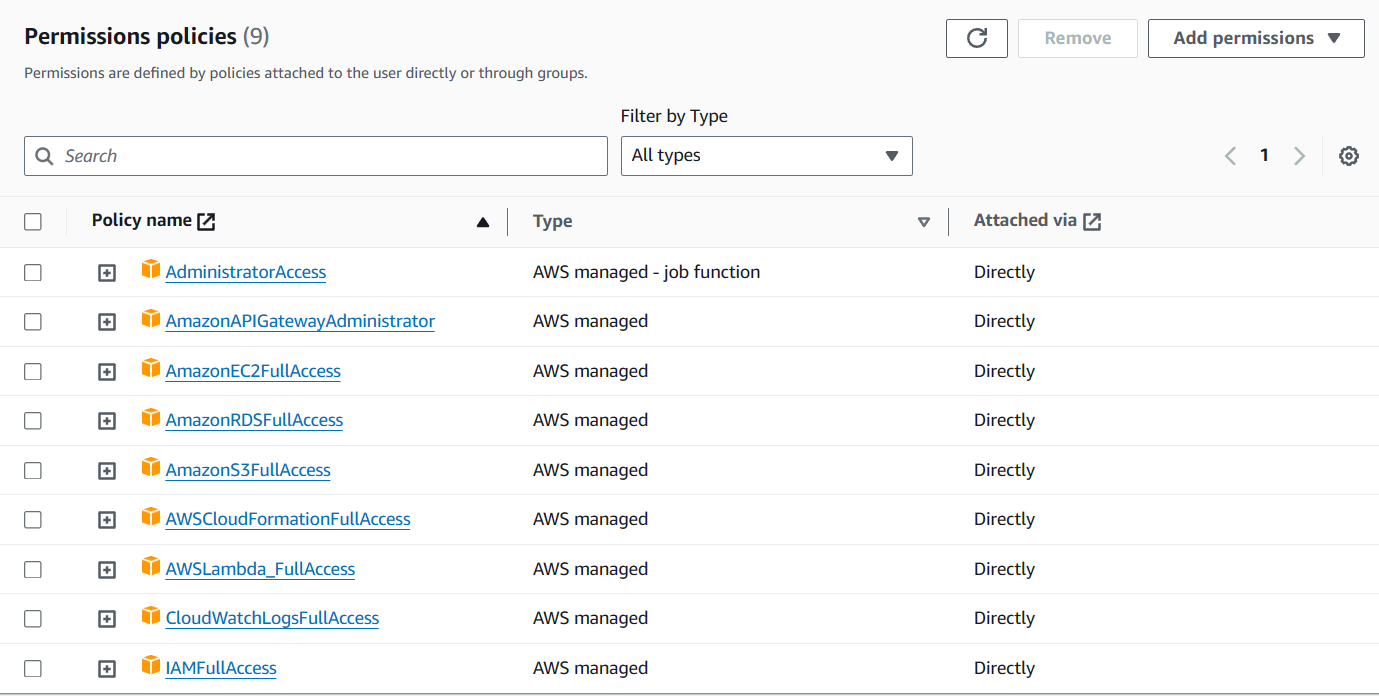 Permissions policies (9)
Remove
Add permissions
Permissions are defined by policies attached to the user directly or through groups.
Filter by Type
Search
All types
1
Policy name Type Attached via
AdministratorAccess AWS managed - job function Directly
AmazonAPIGatewayAdministrator AWS managed Directly
AmazonEC2FullAccess AWS managed Directly
AmazonRDSFullAccess AWS managed Directly
AmazonS3FullAccess AWS managed Directly
AWSCloudFormationFullAccess AWS managed Directly
AWSLambda_FullAccess AWS managed Directly
CloudWatchLogsFullAccess AWS managed Directly
IAMFullAccess AWS managed Directly